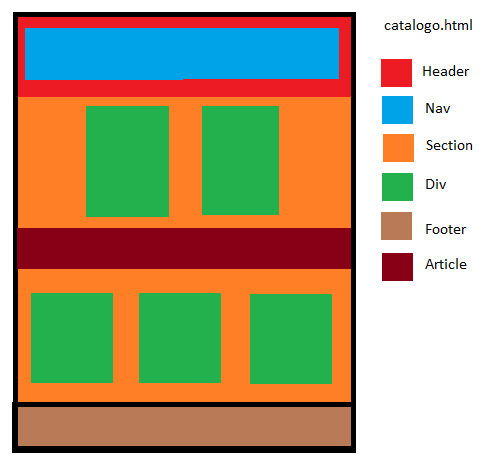 catalogo.html
Header
Nav
Section
Div
Footer
Article